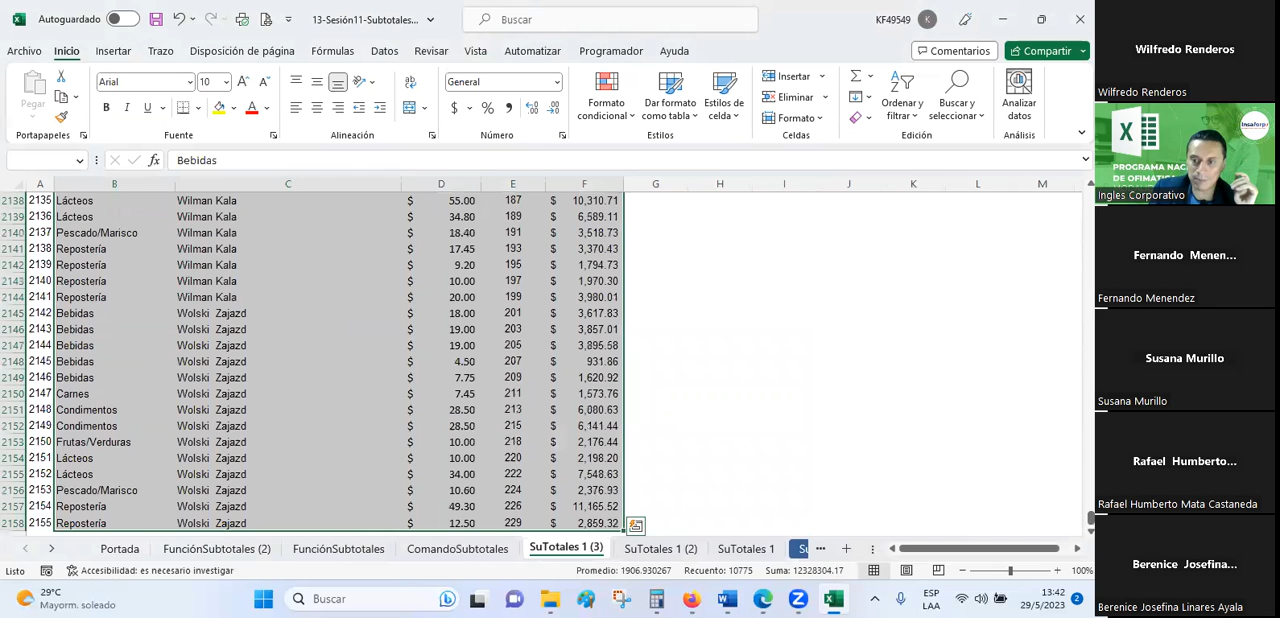 Autoguardado 13-Sesión11-Subtotales... Buscar KF49549 K
Archivo Inicio Insertar Trazo Disposición de página Fórmulas Datos Revisar Vista Automatizar Programador Ayuda Comentarios Compartir
Pegar Arial 10 General Formato condicional Dar formato como tabla Estilos de celda Insertar Eliminar Formato Ordenar y filtrar Buscar y seleccionar Analizar datos
Portapapeles Fuente Alineación Número Estilos Celdas Edición Análisis
fx Bebidas
A B C D E F G H I J K L M
2138 2135 Lácteos Wilman Kala $ 55.00 187 $ 10,310.71
2139 2136 Lácteos Wilman Kala $ 34.80 189 $ 6,589.11
2140 2137 Pescado/Marisco Wilman Kala $ 18.40 191 $ 3,518.73
2141 2138 Repostería Wilman Kala $ 17.45 193 $ 3,370.43
2142 2139 Repostería Wilman Kala $ 9.20 195 $ 1,794.73
2143 2140 Repostería Wilman Kala $ 10.00 197 $ 1,970.30
2144 2141 Repostería Wilman Kala $ 20.00 199 $ 3,980.01
2145 2142 Bebidas Wolski Zajazd $ 18.00 201 $ 3,617.83
2146 2143 Bebidas Wolski Zajazd $ 19.00 203 $ 3,857.01
2147 2144 Bebidas Wolski Zajazd $ 19.00 205 $ 3,895.58
2148 2145 Bebidas Wolski Zajazd $ 4.50 207 $ 931.86
2149 2146 Bebidas Wolski Zajazd $ 7.75 209 $ 1,620.92
2150 2147 Carnes Wolski Zajazd $ 7.45 211 $ 1,573.76
2151 2148 Condimentos Wolski Zajazd $ 28.50 213 $ 6,080.63
2152 2149 Condimentos Wolski Zajazd $ 28.50 215 $ 6,141.44
2153 2150 Frutas/Verduras Wolski Zajazd $ 10.00 218 $ 2,176.44
2154 2151 Lácteos Wolski Zajazd $ 10.00 220 $ 2,198.20
2155 2152 Lácteos Wolski Zajazd $ 34.00 222 $ 7,548.63
2156 2153 Pescado/Marisco Wolski Zajazd $ 10.60 224 $ 2,376.93
2157 2154 Repostería Wolski Zajazd $ 49.30 226 $ 11,165.52
2158 2155 Repostería Wolski Zajazd $ 12.50 229 $ 2,859.32
Portada FunciónSubtotales (2) FunciónSubtotales ComandoSubtotales SuTotales 1 (3) SuTotales 1 (2) SuTotales 1
Listo Accesibilidad: es necesario investigar Promedio: 1906.930267 Recuento: 10775 Suma: 12328304.17 100%
29°C
Mayorm. soleado
Buscar
ESP
LAA
13:42
29/5/2023
2
Wilfredo Renderos
Wilfredo Renderos
Insaforp
PROGRAMA NAC
DE OFIMATIC
Ingles Corporativo
Fernando Menen...
Fernando Menendez
Susana Murillo
Susana Murillo
Rafael Humberto...
Rafael Humberto Mata Castaneda
Berenice Josefina...
Berenice Josefina Linares Ayala